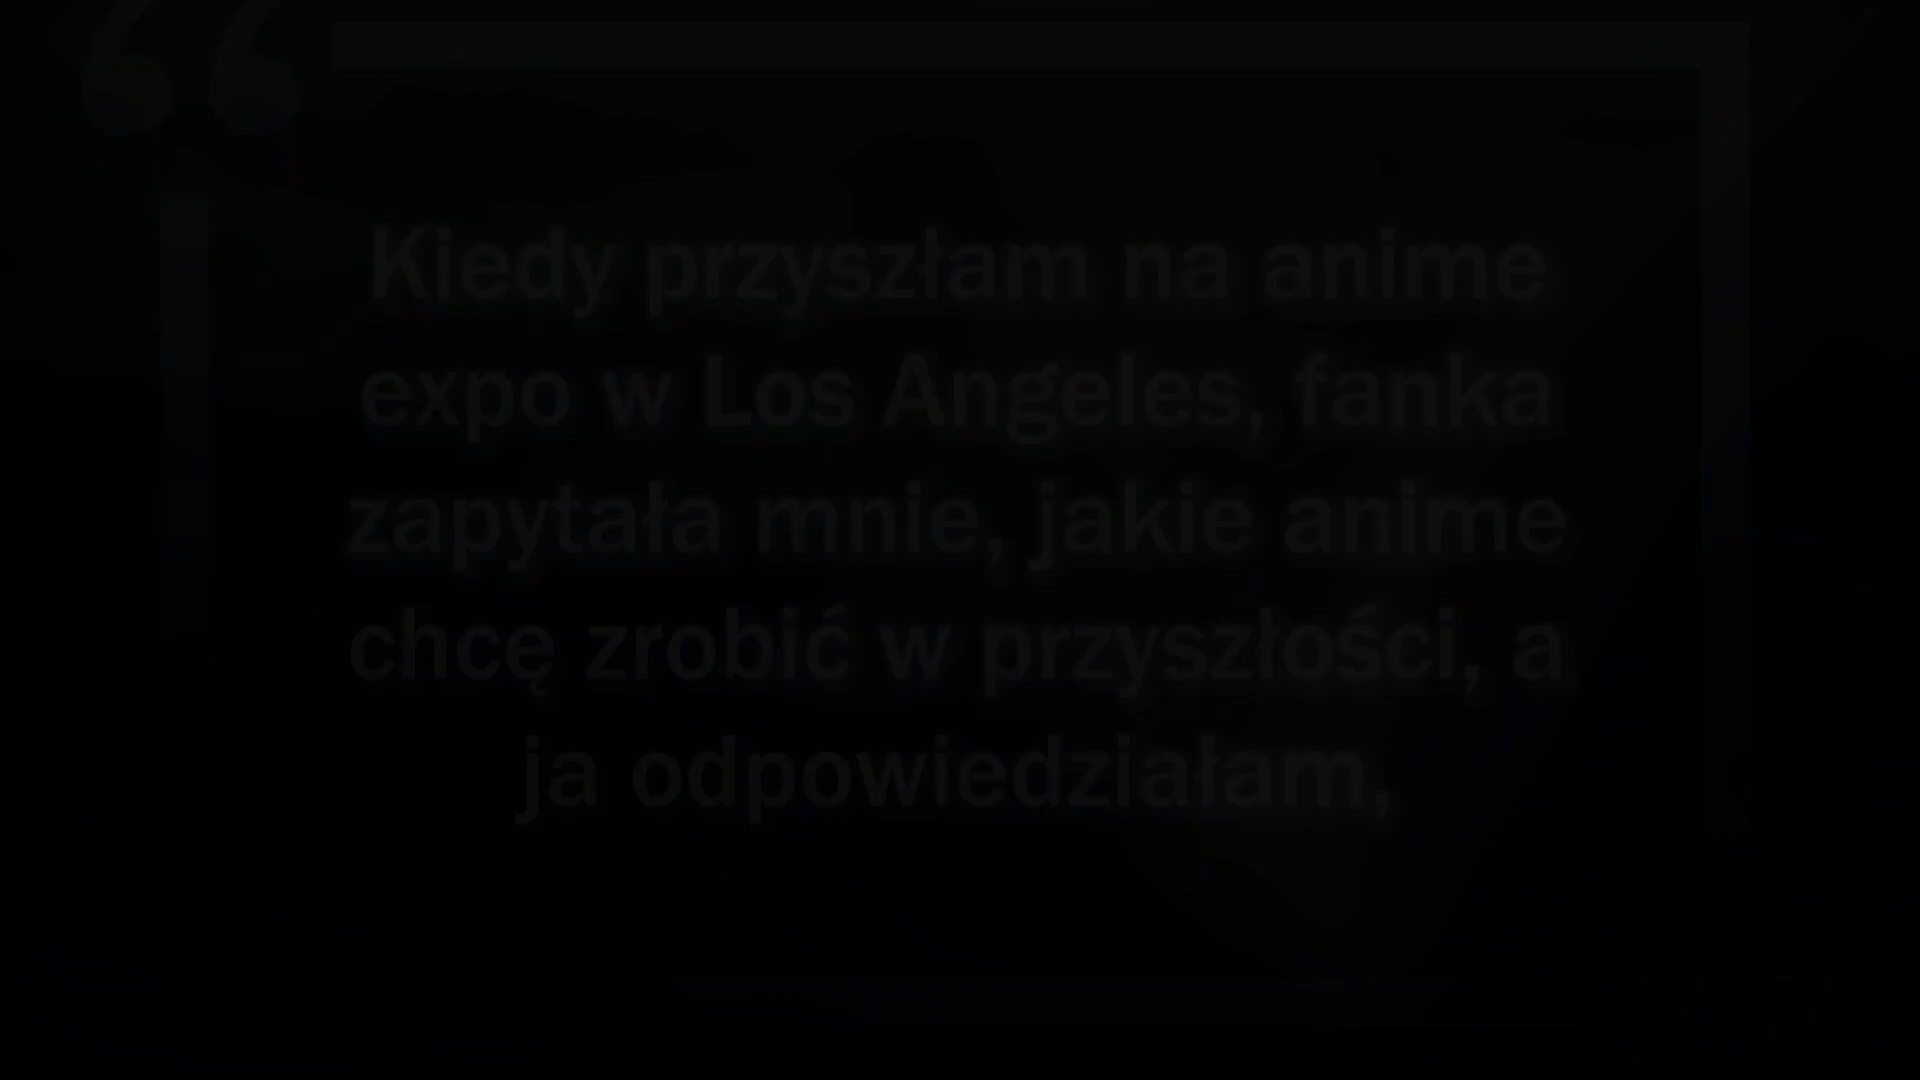 Kiedy przyszłam na anime
expo w Los Angeles, fanka
zapytała mnie, jakie anime
chcę zrobić w przyszłości, a
ja odpowiedziałam,